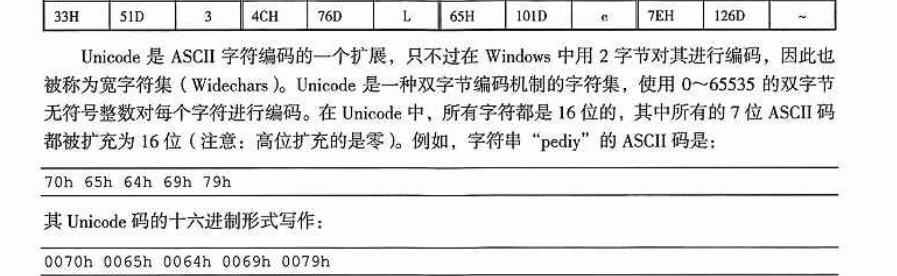 33H 51D 3 4CH 76D L 65H 101D e 7EH 126D ~
Unicode 是 ASCII 字符编码的一个扩展，只不过在 Windows 中用 2 字节对其进行编码，因此也
被称为宽字符集（Widechars）。Unicode 是一种双字节编码机制的字符集，使用 0～65535 的双字节
无符号整数对每个字符进行编码。在 Unicode 中，所有字符都是 16 位的，其中所有的 7 位 ASCII 码
都被扩充为 16 位（注意：高位扩充的是零）。例如，字符串“pediy”的 ASCII 码是：
70h 65h 64h 69h 79h
其 Unicode 码的十六进制形式写作：
0070h 0065h 0064h 0069h 0079h